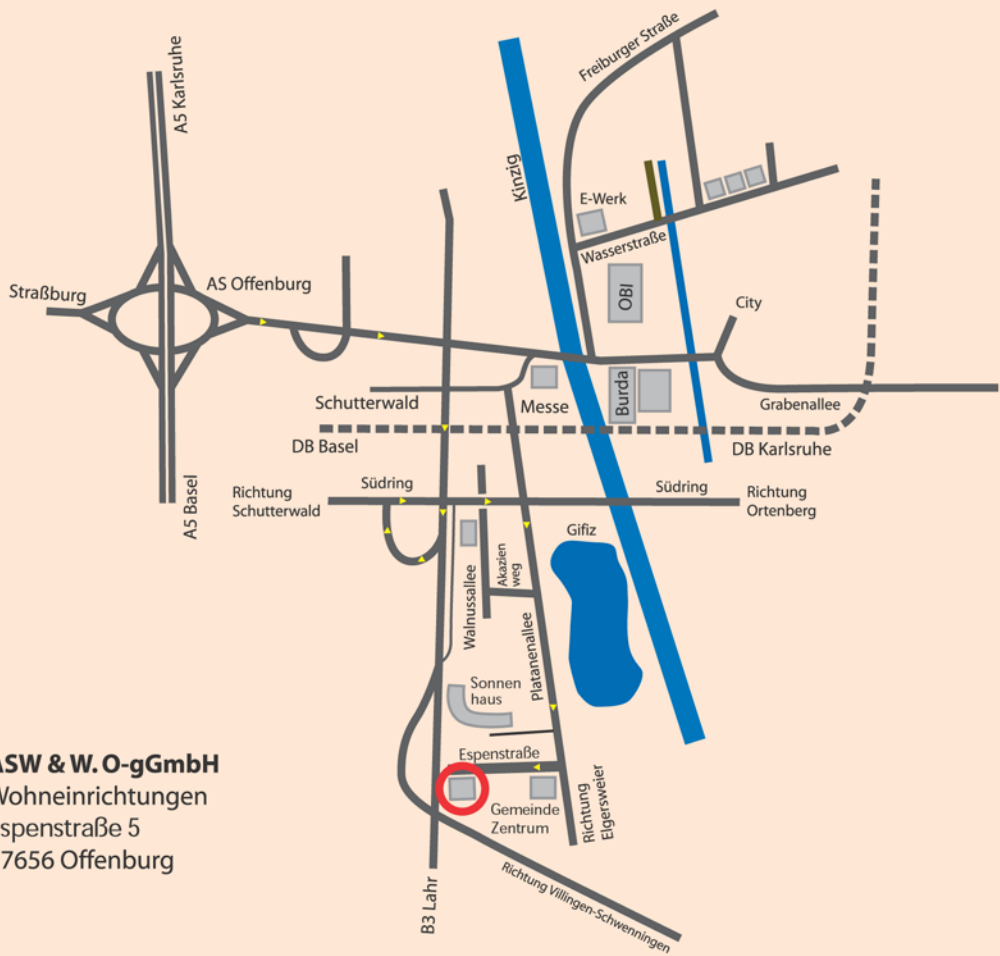 Freiburger Straße
A5 Karlsruhe
Kinzig
E-Werk
Wasserstraße
AS Offenburg
Straßburg
OBI
City
Burda
Messe
Schutterwald
Grabenallee
DB Basel
DB Karlsruhe
A5 Basel
Südring
Südring
Richtung
Schutterwald
Richtung
Ortenberg
Gifiz
Akazien
weg
Walnussallee
Platanenallee
Sonnen
haus
Espenstraße
Gemeinde
Zentrum
Richtung
Elgersweier
ASW & W. O-gGmbH
Wohneinrichtungen
spenstraße 5
7656 Offenburg
B3 Lahr
Richtung Villingen-Schwenningen